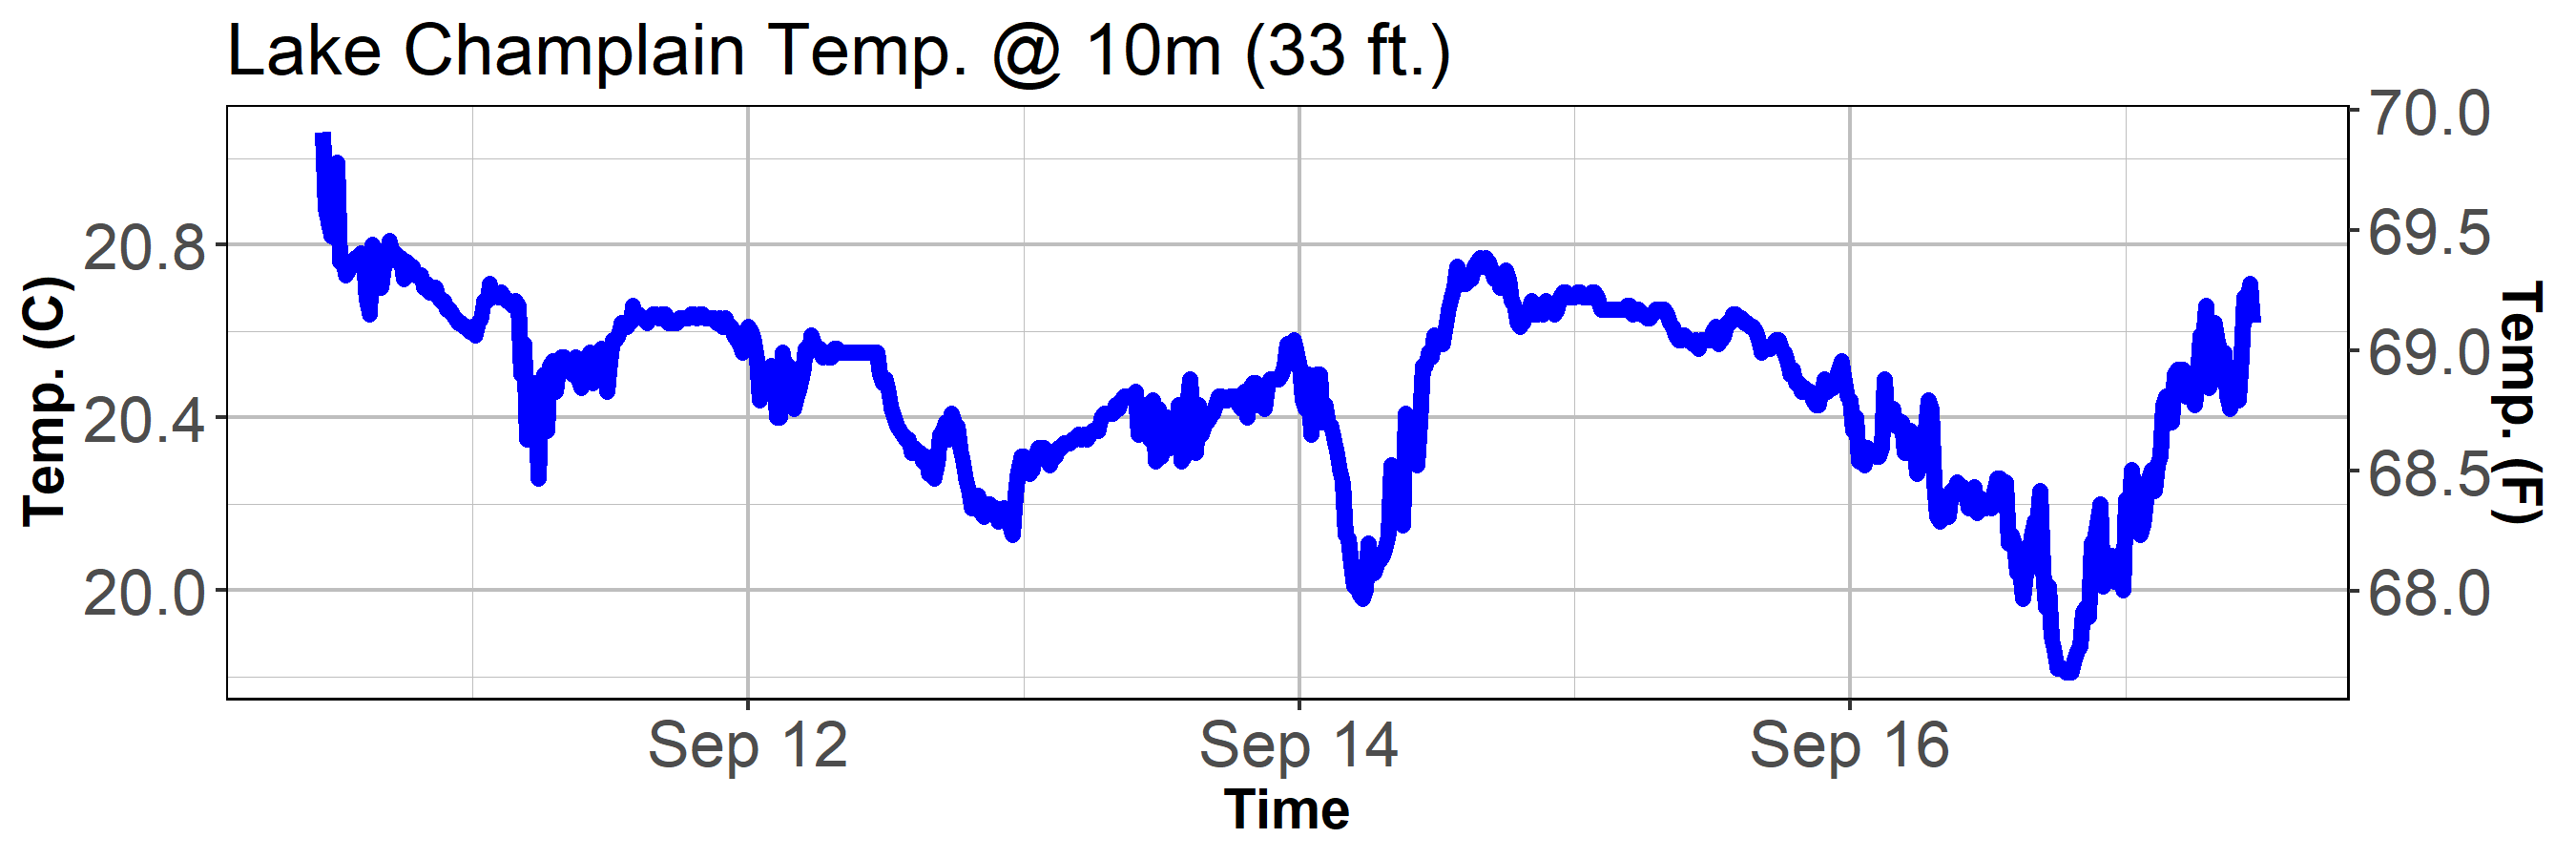 Lake Champlain Temp. @ 10m (33 ft.)
Temp. (C)
20.8
20.4
20.0
70.0
69.5
69.0
68.5
68.0
Temp. (F)
Sep 12
Sep 14
Sep 16
Time